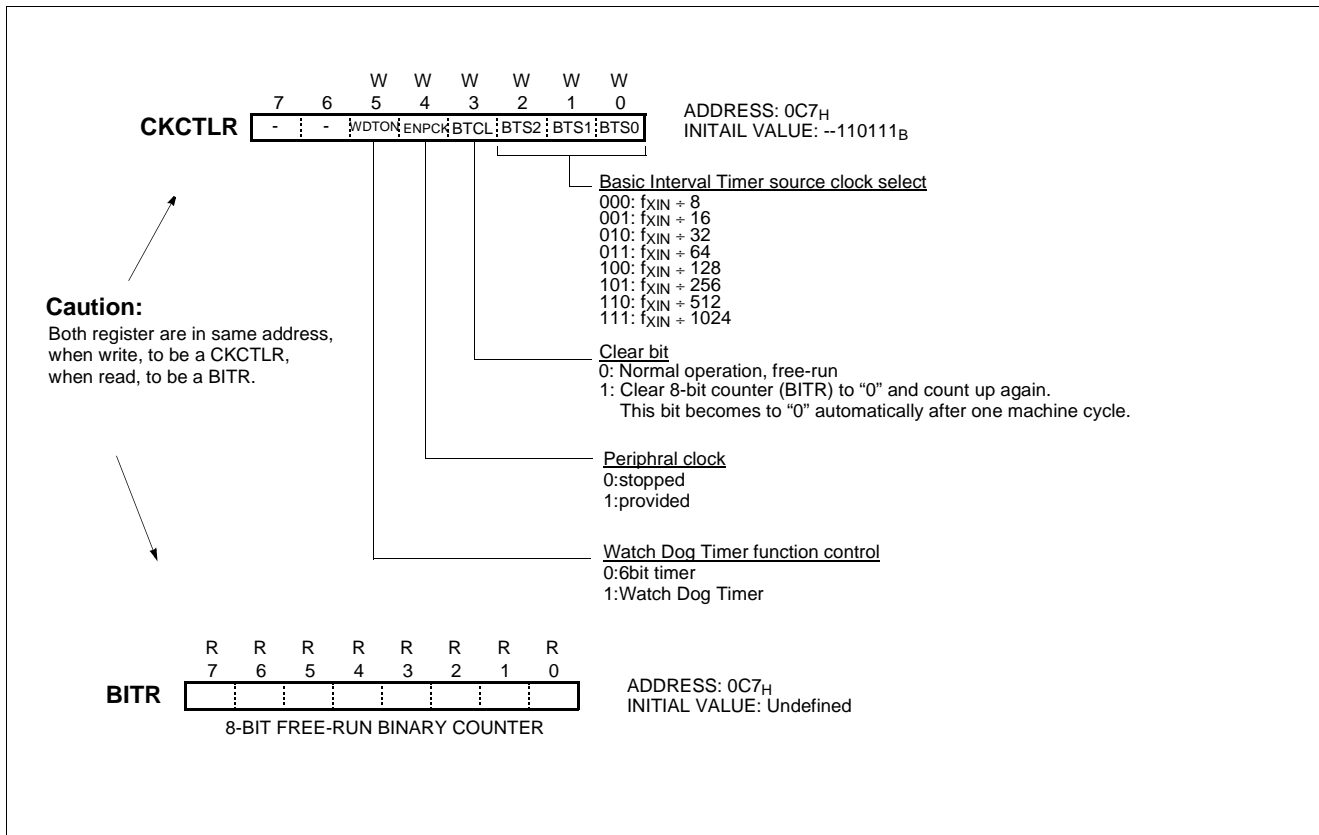 W W W W W W
7 6 5 4 3 2 1 0
CKCTLR - - WDTON ENPCK BTCL BTS2 BTS1 BTS0
ADDRESS: 0C7H
INITAIL VALUE: --110111B
Basic Interval Timer source clock select
000: fXIN ÷ 8
001: fXIN ÷ 16
010: fXIN ÷ 32
011: fXIN ÷ 64
100: fXIN ÷ 128
101: fXIN ÷ 256
110: fXIN ÷ 512
111: fXIN ÷ 1024
Caution:
Both register are in same address,
when write, to be a CKCTLR,
when read, to be a BITR.
Clear bit
0: Normal operation, free-run
1: Clear 8-bit counter (BITR) to “0” and count up again.
This bit becomes to “0” automatically after one machine cycle.
Periphral clock
0:stopped
1:provided
Watch Dog Timer function control
0:6bit timer
1:Watch Dog Timer
R R R R R R R R
7 6 5 4 3 2 1 0
BITR
ADDRESS: 0C7H
INITIAL VALUE: Undefined
8-BIT FREE-RUN BINARY COUNTER